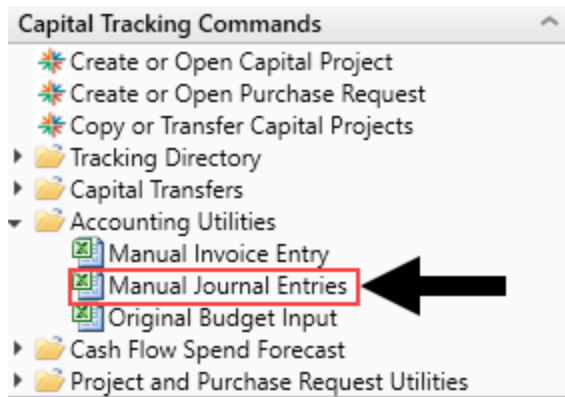 Capital Tracking Commands
Create or Open Capital Project
Create or Open Purchase Request
Copy or Transfer Capital Projects
Tracking Directory
Capital Transfers
Accounting Utilities
Manual Invoice Entry
Manual Journal Entries
Original Budget Input
Cash Flow Spend Forecast
Project and Purchase Request Utilities